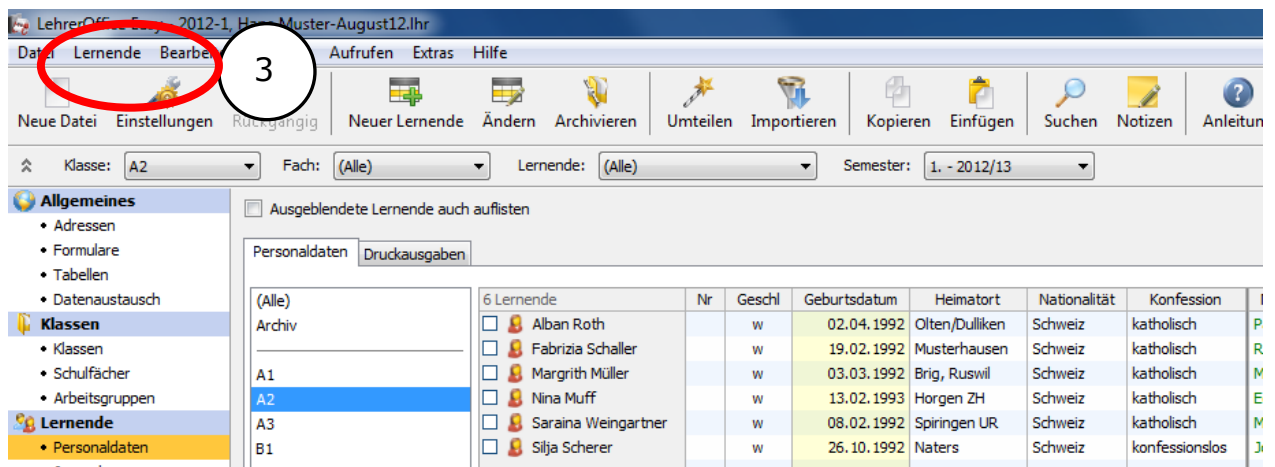 LehrerOffice Easy - 2012-1, Hans Muster-August12.lhr
Datei Lernende Bearbei Aufrufen Extras Hilfe
3
Neue Datei Einstellungen Rückgängig Neuer Lernende Ändern Archivieren Umteilen Importieren Kopieren Einfügen Suchen Notizen Anleitun
Klasse: A2 Fach: (Alle) Lernende: (Alle) Semester: 1. - 2012/13
Allgemeines
• Adressen
• Formulare
• Tabellen
• Datenaustausch
Klassen
• Klassen
• Schulfächer
• Arbeitsgruppen
Lernende
• Personaldaten
Ausgeblendete Lernende auch auflisten
Personaldaten Druckausgaben
(Alle)
Archiv
A1
A2
A3
B1
6 Lernende Nr Geschl Geburtsdatum Heimatort Nationalität Konfession
Alban Roth w 02.04.1992 Olten/Dulliken Schweiz katholisch P
Fabrizia Schaller w 19.02.1992 Musterhausen Schweiz katholisch R
Margrith Müller w 03.03.1992 Brig, Ruswil Schweiz katholisch M
Nina Muff w 13.02.1993 Horgen ZH Schweiz katholisch E
Saraina Weingartner w 08.02.1992 Spiringen UR Schweiz katholisch M
Silja Scherer w 26.10.1992 Naters Schweiz konfessionslos J